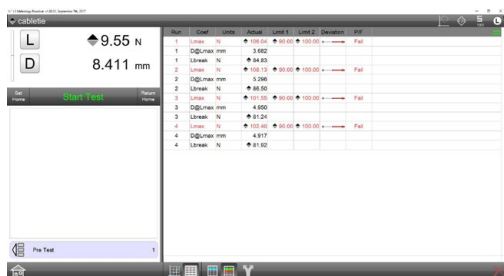 cabletie
L
9.55 N
D
8.411 mm
Set Home
Start Test
Return Home
Pre Test 1
Run Coef Units Actual Limit 1 Limit 2 Deviation P/F
1 Lmax N 106.04 90.00 100.00 Fail
1 D@Lmax mm 3.682
1 Lbreak N 84.83
2 Lmax N 108.13 90.00 100.00 Fail
2 D@Lmax mm 5.296
2 Lbreak N 86.50
3 Lmax N 101.55 90.00 100.00 Fail
3 D@Lmax mm 4.950
3 Lbreak N 81.24
4 Lmax N 102.40 90.00 100.00 Fail
4 D@Lmax mm 4.917
4 Lbreak N 81.92